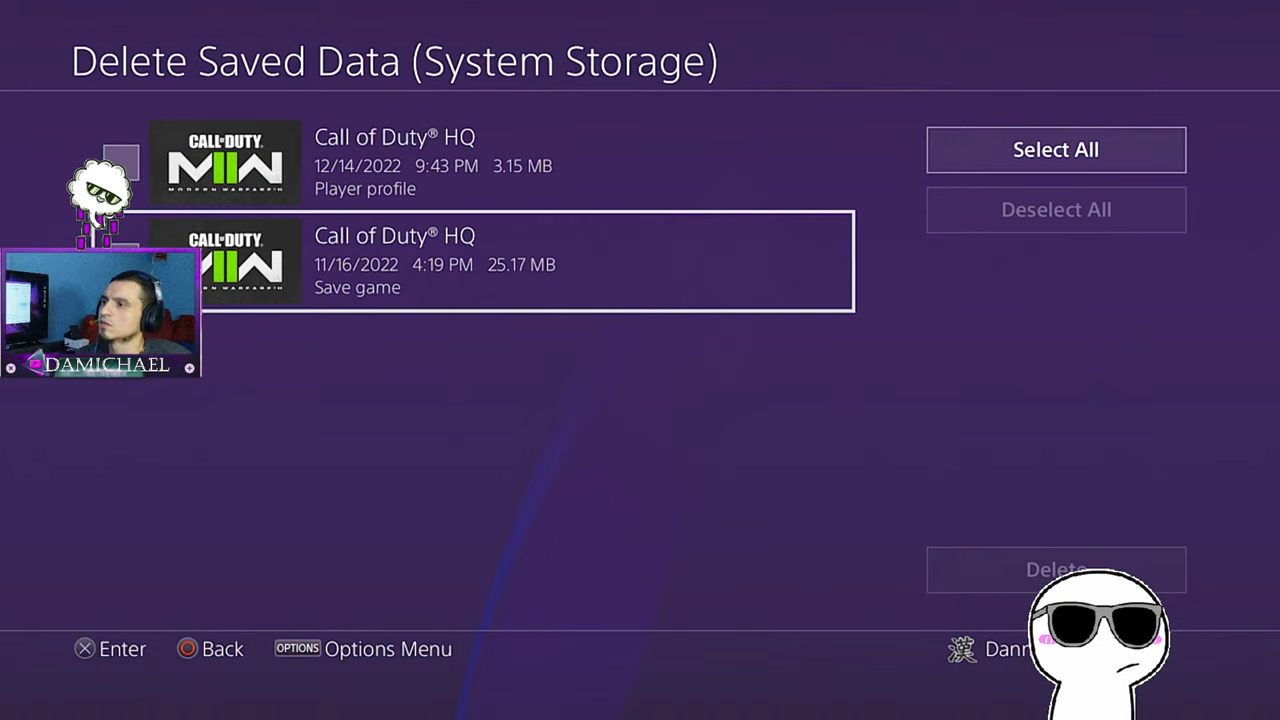 Delete Saved Data (System Storage)
CALL OF DUTY
MWII
MODERN WARFARE II
Call of Duty® HQ
12/14/2022 9:43 PM 3.15 MB
Player profile
Select All
Deselect All
CALL OF DUTY
Call of Duty® HQ
11/16/2022 4:19 PM 25.17 MB
Save game
DAMICHAEL
Delete
Enter
Back
OPTIONS Options Menu
漢